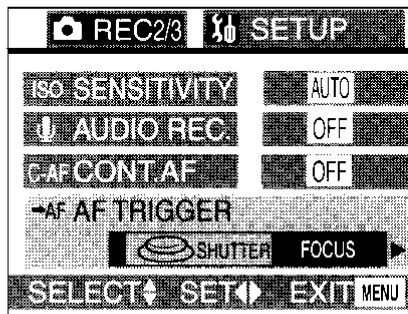 REC2/3 SETUP
ISO SENSITIVITY AUTO
AUDIO REC. OFF
C-AF CONT.AF OFF
➔AF AF TRIGGER
SHUTTER FOCUS
SELECT SET EXIT MENU